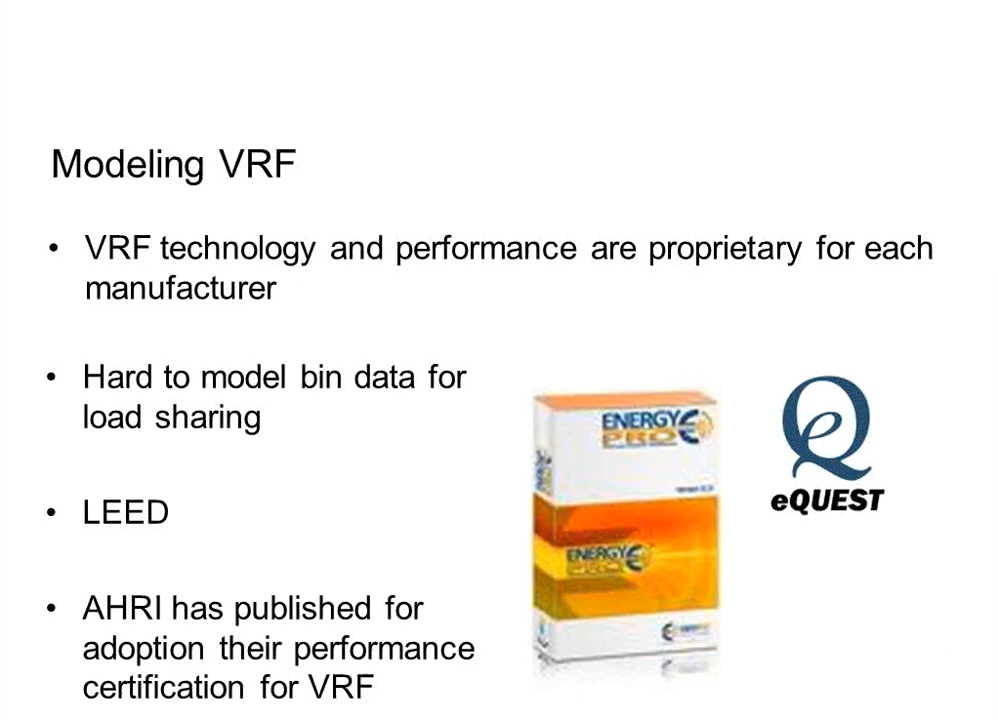 Modeling VRF
• VRF technology and performance are proprietary for each
manufacturer
• Hard to model bin data for
load sharing
• LEED
• AHRI has published for
adoption their performance
certification for VRF
ENERGY
PRO
ENERGY
PRO
eQUEST